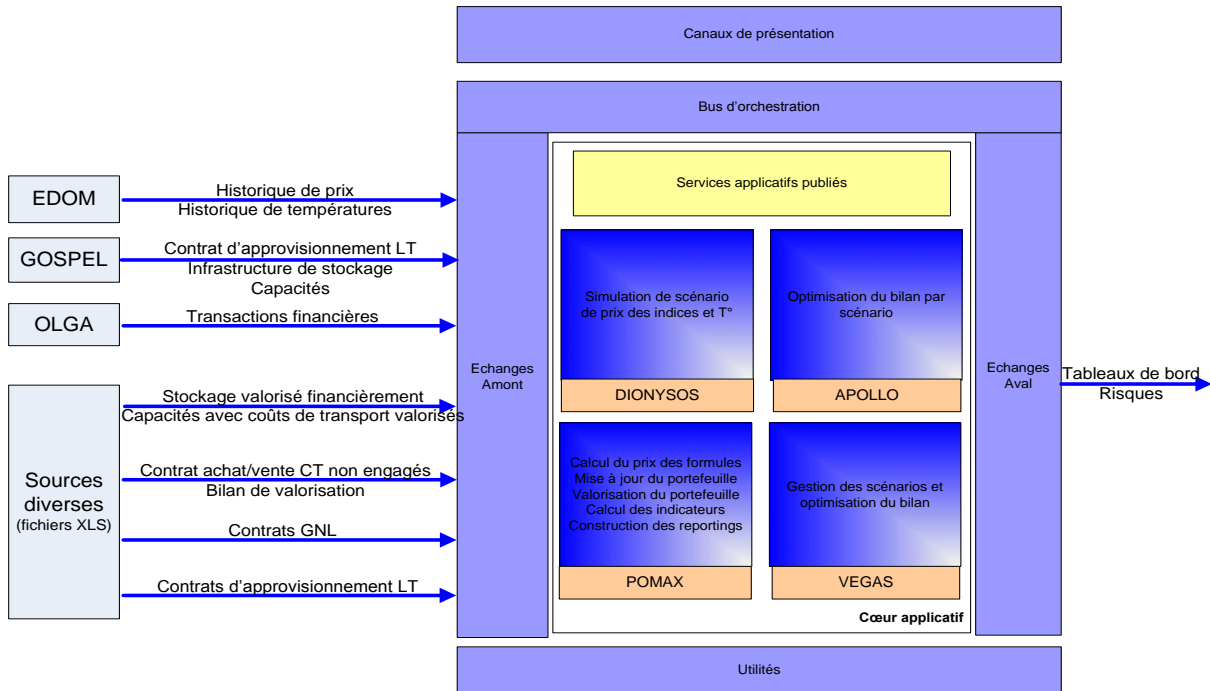 Canaux de présentation
Bus d'orchestration
Services applicatifs publiés
EDOM
Historique de prix
Historique de températures
GOSPEL
Contrat d'approvisionnement LT
Infrastructure de stockage
Capacités
OLGA
Transactions financières
Sources
diverses
(fichiers XLS)
Stockage valorisé financièrement
Capacités avec coûts de transport valorisés
Contrat achat/vente CT non engagés
Bilan de valorisation
Contrats GNL
Contrats d'approvisionnement LT
Echanges
Amont
Simulation de scénario
de prix des indices et T°
DIONYSOS
Optimisation du bilan par
scénario
APOLLO
Calcul du prix des formules
Mise à jour du portefeuille
Valorisation du portefeuille
Calcul des indicateurs
Construction des reportings
POMAX
Gestion des scénarios et
optimisation du bilan
VEGAS
Cœur applicatif
Echanges
Aval
Tableaux de bord
Risques
Utilités